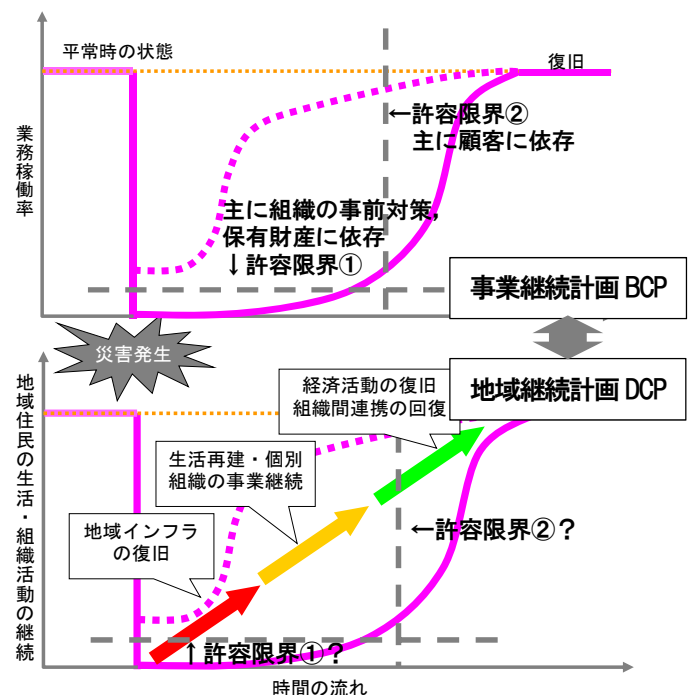 平常時の状態
復旧
業務稼働率
←許容限界②
主に顧客に依存
主に組織の事前対策,
保有財産に依存
↓許容限界①
事業継続計画 BCP
災害発生
地域継続計画 DCP
地域住民の生活・組織活動の継続
経済活動の復旧
組織間連携の回復
生活再建・個別
組織の事業継続
地域インフラ
の復旧
←許容限界②？
↑許容限界①？
時間の流れ